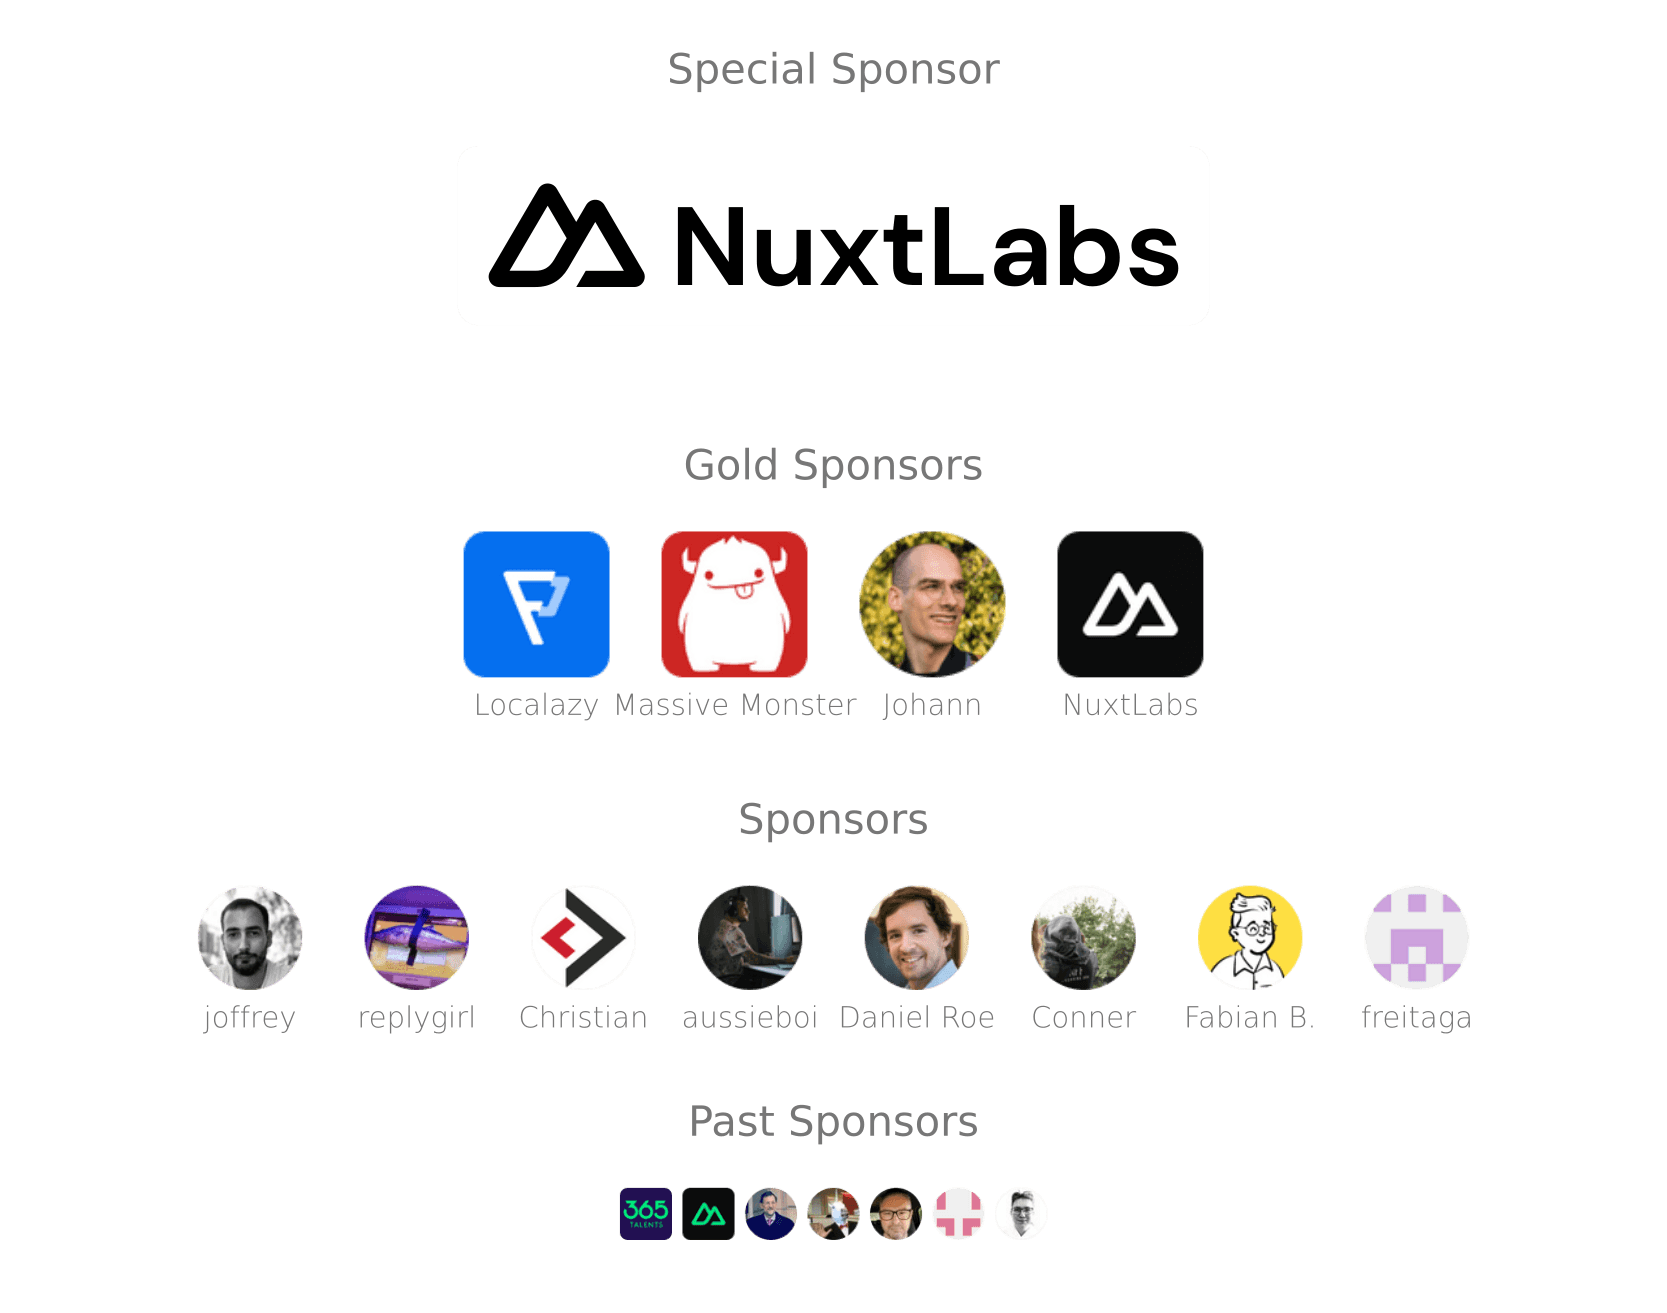 Special Sponsor
NuxtLabs
Gold Sponsors
Localazy Massive Monster Johann NuxtLabs
Sponsors
joffrey replygirl Christian aussieboi Daniel Roe Conner Fabian B. freitaga
Past Sponsors
365
TALENTS